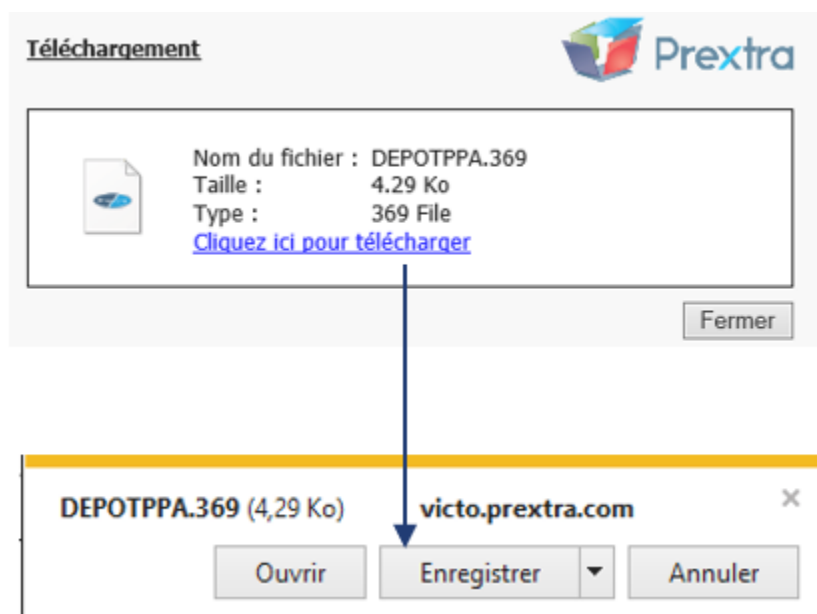 Téléchargement
Prextra
Nom du fichier : DEPOTPPA.369
Taille : 4.29 Ko
Type : 369 File
Cliquez ici pour télécharger
Fermer
DEPOTPPA.369 (4,29 Ko) victo.prextra.com ×
Ouvrir Enregistrer Annuler